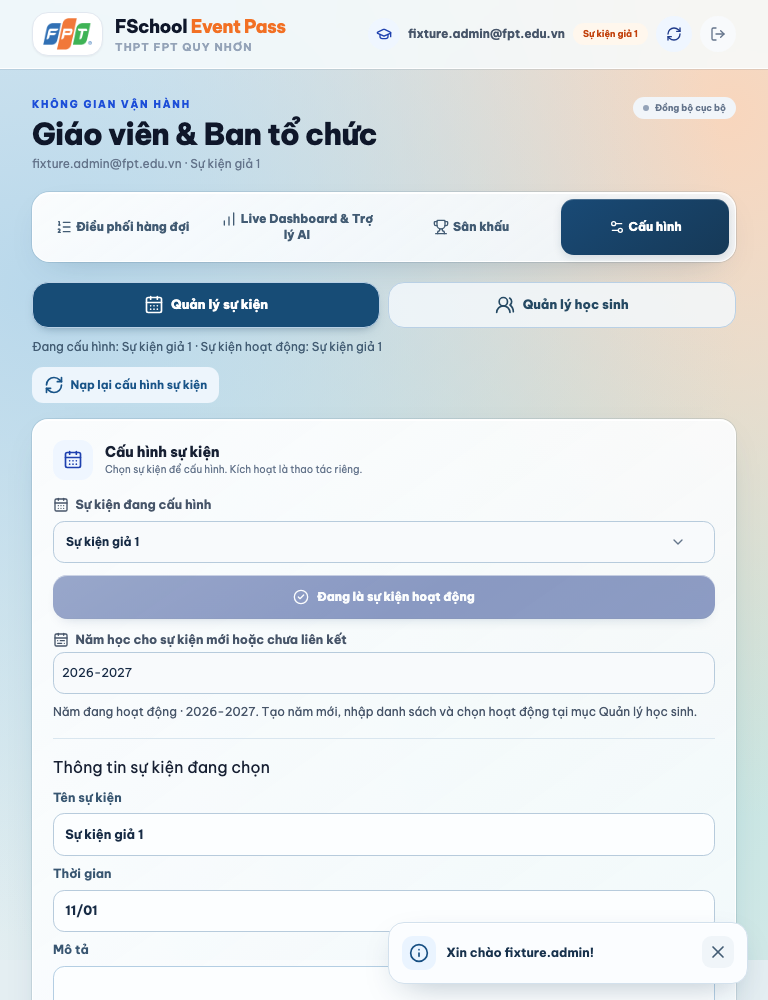 FPT
FSchool Event Pass
THPT FPT QUY NHƠN
fixture.admin@fpt.edu.vn
Sự kiện giả 1
KHÔNG GIAN VẬN HÀNH
Đồng bộ cục bộ
Giáo viên & Ban tổ chức
fixture.admin@fpt.edu.vn · Sự kiện giả 1
Điều phối hàng đợi
Live Dashboard & Trợ
lý AI
Sân khấu
Cấu hình
Quản lý sự kiện
Quản lý học sinh
Đang cấu hình: Sự kiện giả 1 · Sự kiện hoạt động: Sự kiện giả 1
Nạp lại cấu hình sự kiện
Cấu hình sự kiện
Chọn sự kiện để cấu hình. Kích hoạt là thao tác riêng.
Sự kiện đang cấu hình
Sự kiện giả 1
Đang là sự kiện hoạt động
Năm học cho sự kiện mới hoặc chưa liên kết
2026-2027
Năm đang hoạt động · 2026-2027. Tạo năm mới, nhập danh sách và chọn hoạt động tại mục Quản lý học sinh.
Thông tin sự kiện đang chọn
Tên sự kiện
Sự kiện giả 1
Thời gian
11/01
Mô tả
Xin chào fixture.admin!